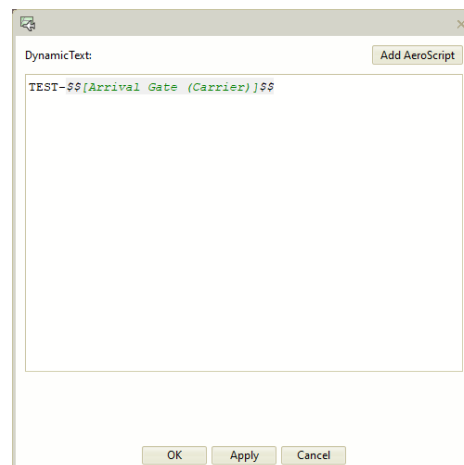 DynamicText:
Add AeroScript
TEST-$$[Arrival Gate (Carrier)]$$
OK
Apply
Cancel